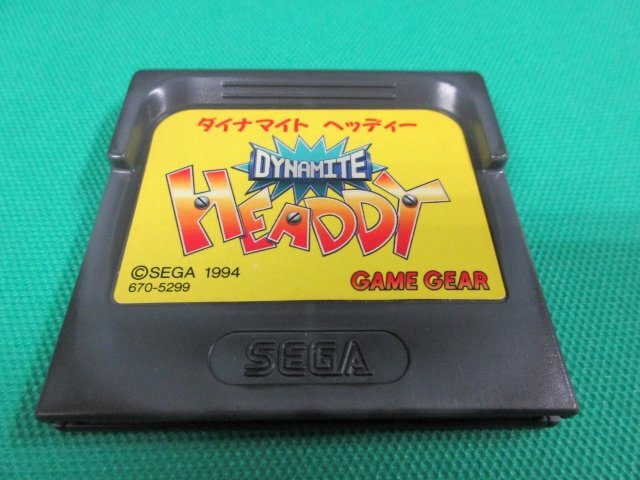 ダイナマイト ヘッディー
DYNAMITE
HEADDY
©SEGA 1994
670-5299
GAME GEAR
SEGA